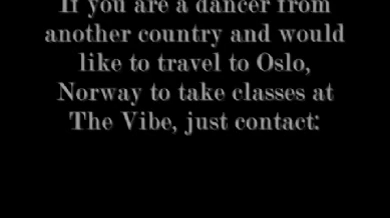 If you are a dancer from
another country and would
like to travel to Oslo,
Norway to take classes at
The Vibe, just contact: